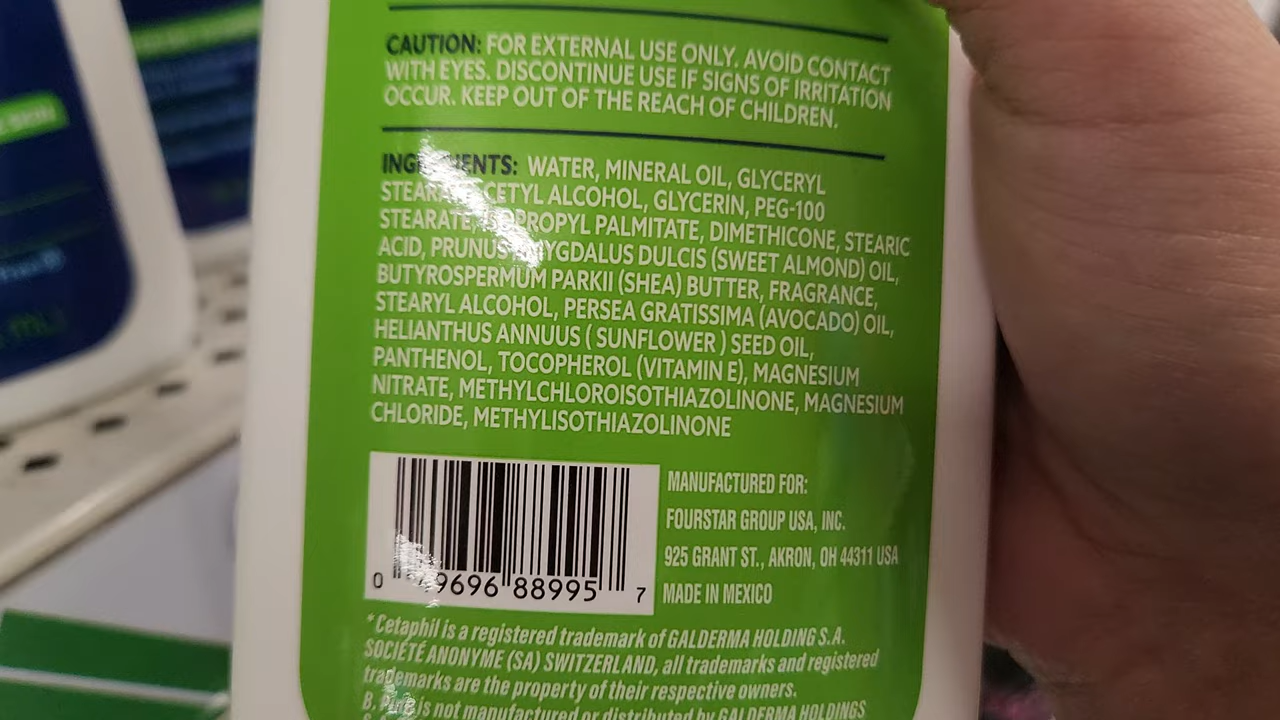 CAUTION: FOR EXTERNAL USE ONLY. AVOID CONTACT
WITH EYES. DISCONTINUE USE IF SIGNS OF IRRITATION
OCCUR. KEEP OUT OF THE REACH OF CHILDREN.
INGREDIENTS: WATER, MINERAL OIL, GLYCERYL
STEARATE, CETYL ALCOHOL, GLYCERIN, PEG-100
STEARATE, ISOPROPYL PALMITATE, DIMETHICONE, STEARIC
ACID, PRUNUS AMYGDALUS DULCIS (SWEET ALMOND) OIL,
BUTYROSPERMUM PARKII (SHEA) BUTTER, FRAGRANCE,
STEARYL ALCOHOL, PERSEA GRATISSIMA (AVOCADO) OIL,
HELIANTHUS ANNUUS ( SUNFLOWER ) SEED OIL,
PANTHENOL, TOCOPHEROL (VITAMIN E), MAGNESIUM
NITRATE, METHYLCHLOROISOTHIAZOLINONE, MAGNESIUM
CHLORIDE, METHYLISOTHIAZOLINONE
MANUFACTURED FOR:
FOURSTAR GROUP USA, INC.
925 GRANT ST., AKRON, OH 44311 USA
MADE IN MEXICO
0 9696 88995 7
*Cetaphil is a registered trademark of GALDERMA HOLDING S.A.
SOCIÉTÉ ANONYME (SA) SWITZERLAND, all trademarks and registered
trademarks are the property of their respective owners.
B. Pure is not manufactured or distributed by GALDERMA HOLDINGS